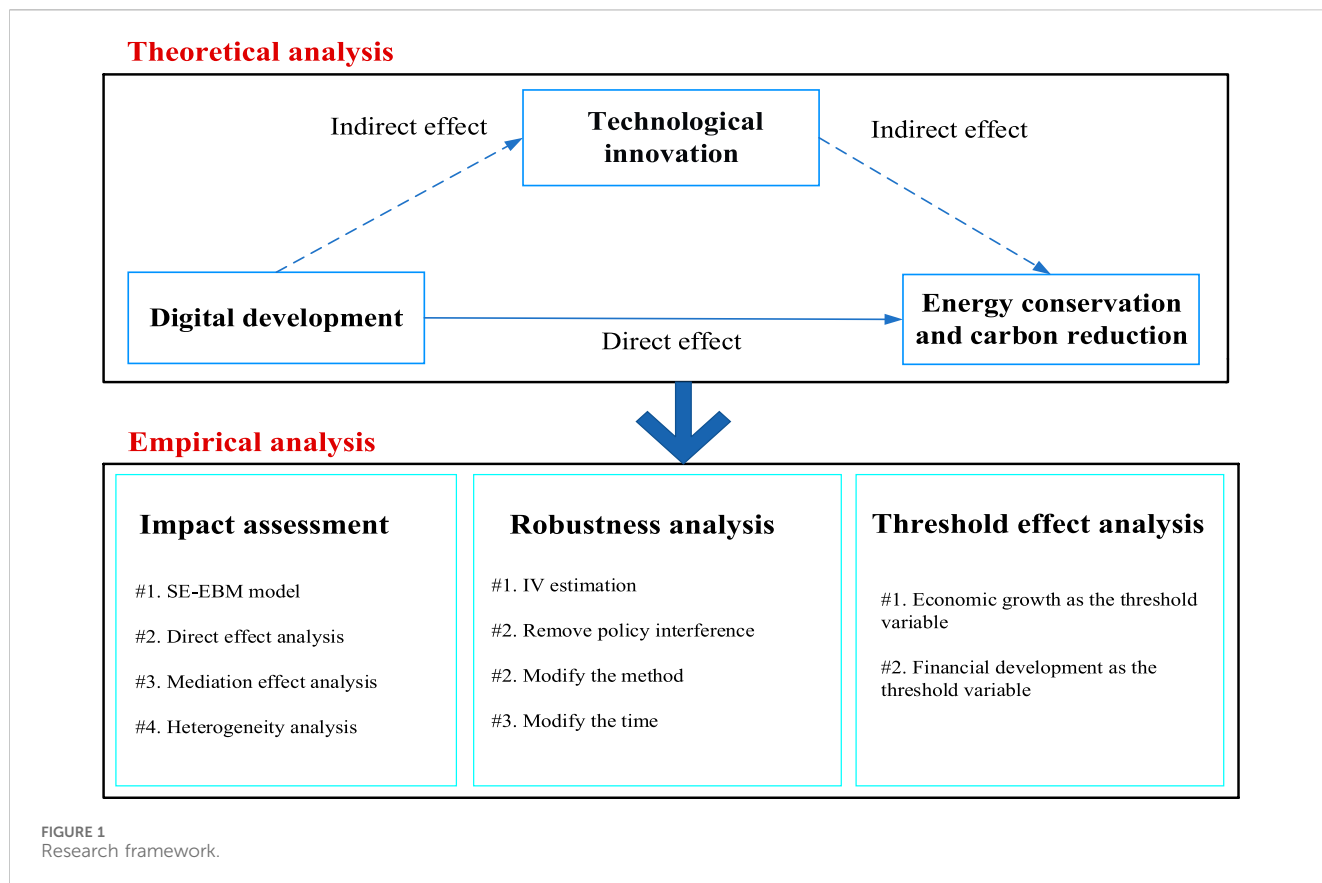 Theoretical analysis
Indirect effect
Technological
innovation
Indirect effect
Digital development
Direct effect
Energy conservation
and carbon reduction
Empirical analysis
Impact assessment
#1. SE-EBM model
#2. Direct effect analysis
#3. Mediation effect analysis
#4. Heterogeneity analysis
Robustness analysis
#1. IV estimation
#2. Remove policy interference
#2. Modify the method
#3. Modify the time
Threshold effect analysis
#1. Economic growth as the threshold
variable
#2. Financial development as the
threshold variable
FIGURE 1
Research framework.